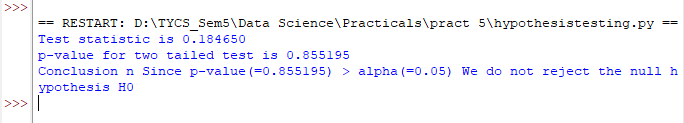 >>>
== RESTART: D:\TYCS_Sem5\Data Science\Practicals\pract 5\hypothesistesting.py ==
Test statistic is 0.184650
p-value for two tailed test is 0.855195
Conclusion n Since p-value(=0.855195) > alpha(=0.05) We do not reject the null h
ypothesis H0
>>>